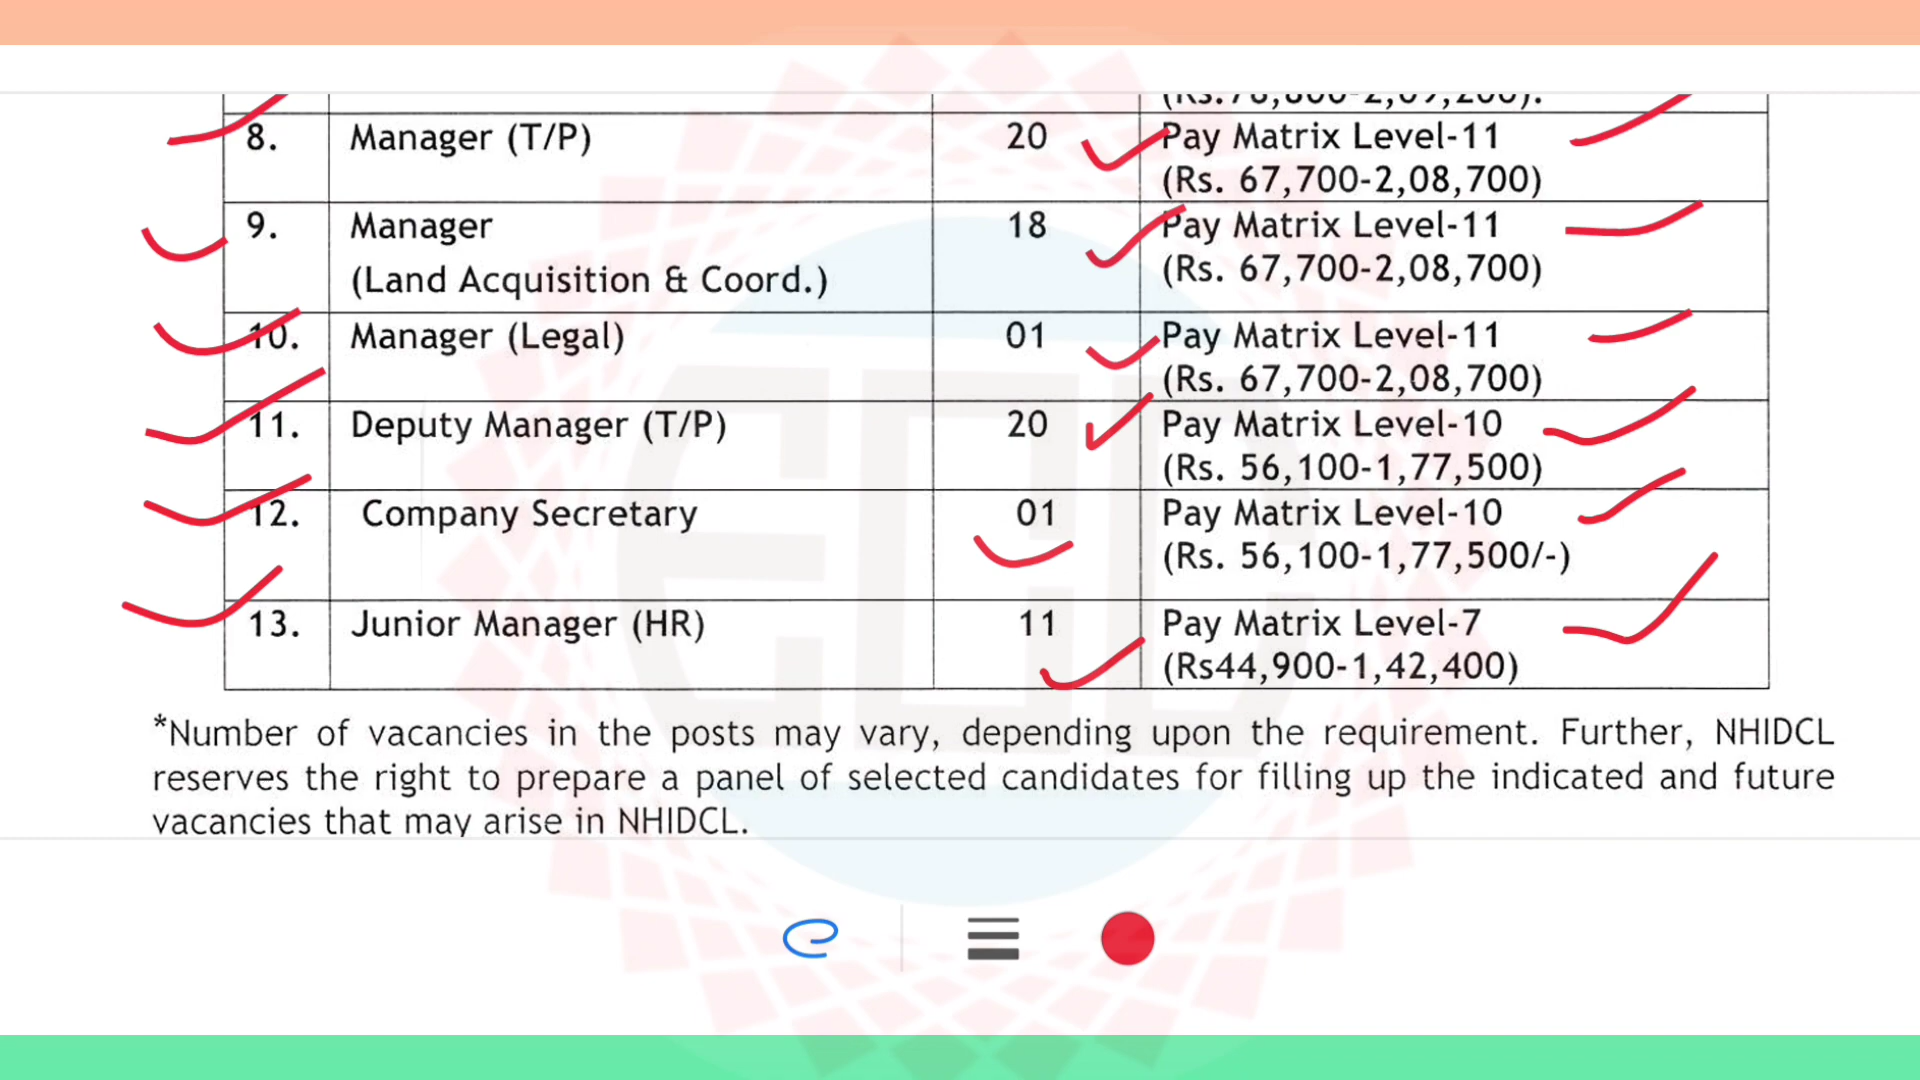 8. Manager (T/P) 20 Pay Matrix Level-11
(Rs. 67,700-2,08,700)
9. Manager 18 Pay Matrix Level-11
(Land Acquisition & Coord.) (Rs. 67,700-2,08,700)
10. Manager (Legal) 01 Pay Matrix Level-11
(Rs. 67,700-2,08,700)
11. Deputy Manager (T/P) 20 Pay Matrix Level-10
(Rs. 56,100-1,77,500)
12. Company Secretary 01 Pay Matrix Level-10
(Rs. 56,100-1,77,500/-)
13. Junior Manager (HR) 11 Pay Matrix Level-7
(Rs44,900-1,42,400)
*Number of vacancies in the posts may vary, depending upon the requirement. Further, NHIDCL
reserves the right to prepare a panel of selected candidates for filling up the indicated and future
vacancies that may arise in NHIDCL.